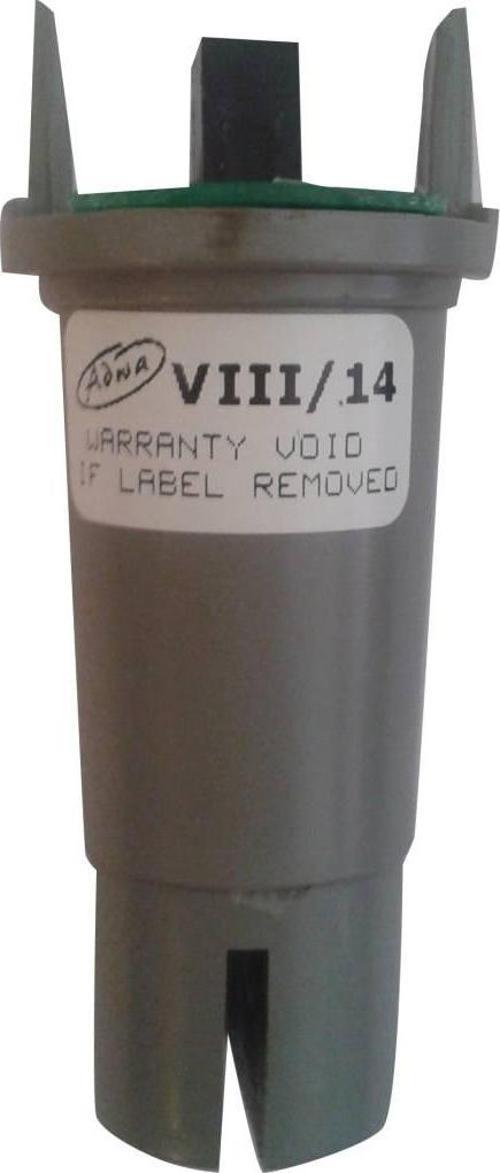 Adwa VIII/14
WARRANTY VOID
IF LABEL REMOVED